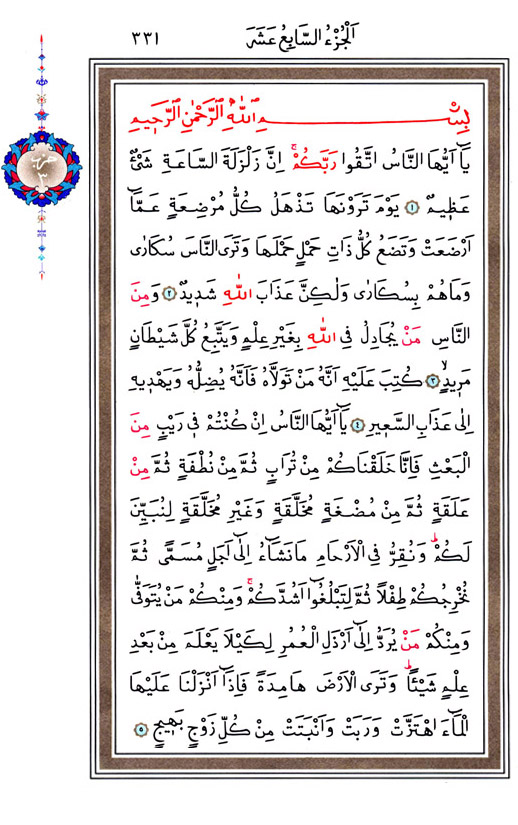 اَلْجُزْءُ السَّابِعُ عَشَرَ ٣٣١
حزب ٣
بِسْمِ اللّٰهِ الرَّحْمٰنِ الرَّحٖيمِ
يَٓا اَيُّهَا النَّاسُ اتَّقُوا رَبَّكُمْۚ اِنَّ زَلْزَلَةَ السَّاعَةِ شَىْءٌ
عَظٖيمٌ ﴿١﴾ يَوْمَ تَرَوْنَهَا تَذْهَلُ كُلُّ مُرْضِعَةٍ عَمَّٓا
اَرْضَعَتْ وَتَضَعُ كُلُّ ذَاتِ حَمْلٍ حَمْلَهَا وَتَرَى النَّاسَ سُكَارٰى
وَمَا هُمْ بِسُكَارٰى وَلٰكِنَّ عَذَابَ اللّٰهِ شَدٖيدٌ ﴿٢﴾ وَمِنَ
النَّاسِ مَنْ يُجَادِلُ فِى اللّٰهِ بِغَيْرِ عِلْمٍ وَيَتَّبِعُ كُلَّ شَيْطَانٍ
مَرٖيدٍۙ ﴿٣﴾ كُتِبَ عَلَيْهِ اَنَّهُ مَنْ تَوَلَّاهُ فَاَنَّهُ يُضِلُّهُ وَيَهْدٖيهِ
اِلٰى عَذَابِ السَّعٖيرِ ﴿٤﴾ يَٓا اَيُّهَا النَّاسُ اِنْ كُنْتُمْ فٖى رَيْبٍ مِنَ
الْبَعْثِ فَاِنَّا خَلَقْنَاكُمْ مِنْ تُرَابٍ ثُمَّ مِنْ نُطْفَةٍ ثُمَّ مِنْ
عَلَقَةٍ ثُمَّ مِنْ مُضْغَةٍ مُخَلَّقَةٍ وَغَيْرِ مُخَلَّقَةٍ لِنُبَيِّنَ
لَكُمْؕ وَنُقِرُّ فِى الْاَرْحَامِ مَا نَشَٓاءُ اِلٰٓى اَجَلٍ مُسَمًّى ثُمَّ
نُخْرِجُكُمْ طِفْلًا ثُمَّ لِتَبْلُغُٓوا اَشُدَّكُمْۚ وَمِنْكُمْ مَنْ يُتَوَفّٰى
وَمِنْكُمْ مَنْ يُرَدُّ اِلٰٓى اَرْذَلِ الْعُمُرِ لِكَيْلَا يَعْلَمَ مِنْ بَعْدِ
عِلْمٍ شَيْـًٔاؕ وَتَرَى الْاَرْضَ هَامِدَةً فَاِذَٓا اَنْزَلْنَا عَلَيْهَا
الْمَٓاءَ اهْتَزَّتْ وَرَبَتْ وَاَنْبَتَتْ مِنْ كُلِّ زَوْجٍ بَهٖيجٍ ﴿٥﴾